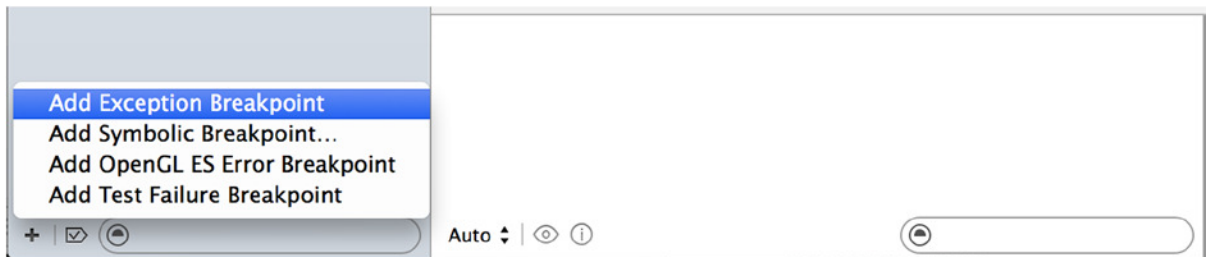 Add Exception Breakpoint
Add Symbolic Breakpoint...
Add OpenGL ES Error Breakpoint
Add Test Failure Breakpoint
Auto